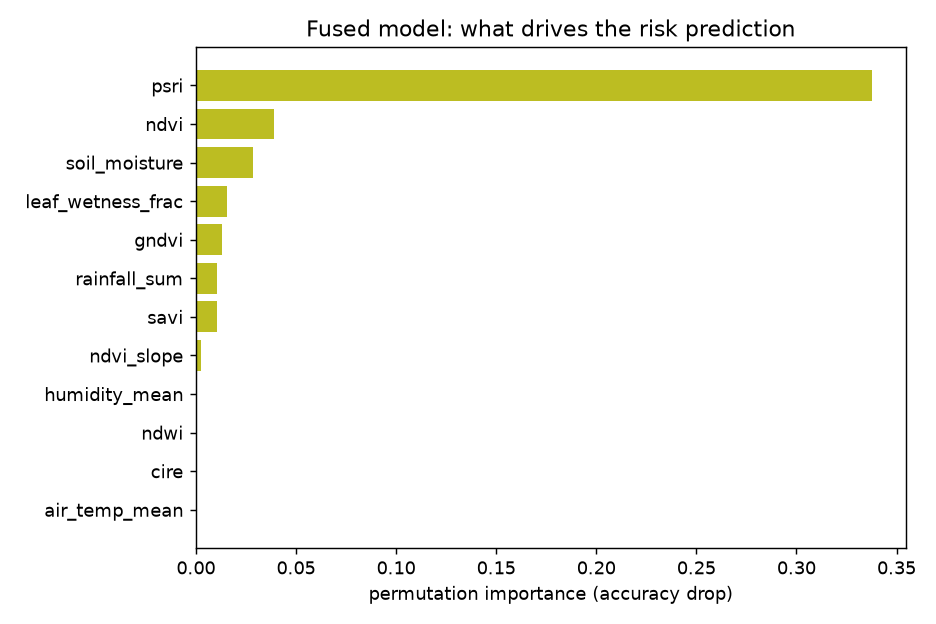 Fused model: what drives the risk prediction
psri
ndvi
soil_moisture
leaf_wetness_frac
gndvi
rainfall_sum
savi
ndvi_slope
humidity_mean
ndwi
cire
air_temp_mean
0.00 0.05 0.10 0.15 0.20 0.25 0.30 0.35
permutation importance (accuracy drop)